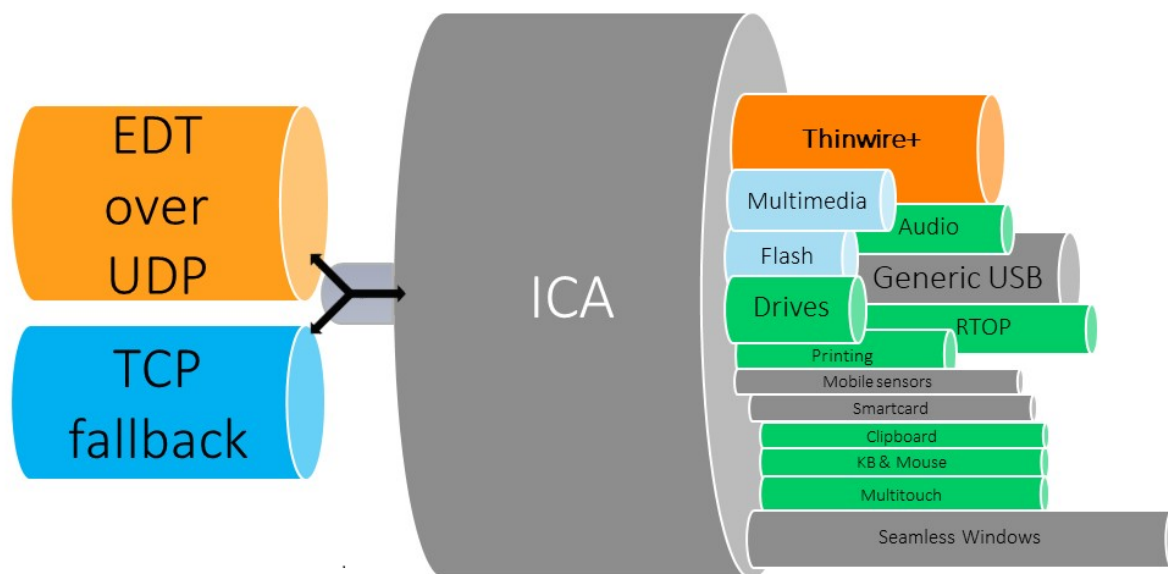 EDT
over
UDP
TCP
fallback
ICA
Thinwire+
Multimedia
Audio
Flash
Generic USB
Drives
RTOP
Printing
Mobile sensors
Smartcard
Clipboard
KB & Mouse
Multitouch
Seamless Windows